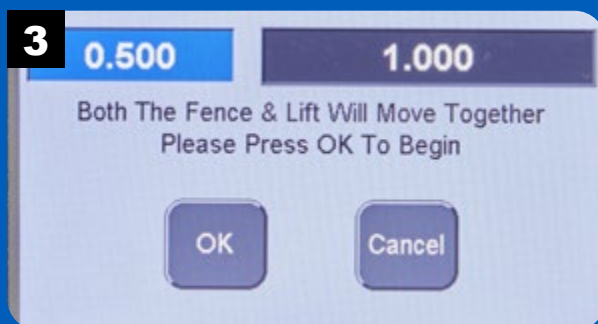 3
0.500 1.000
Both The Fence & Lift Will Move Together
Please Press OK To Begin
OK Cancel